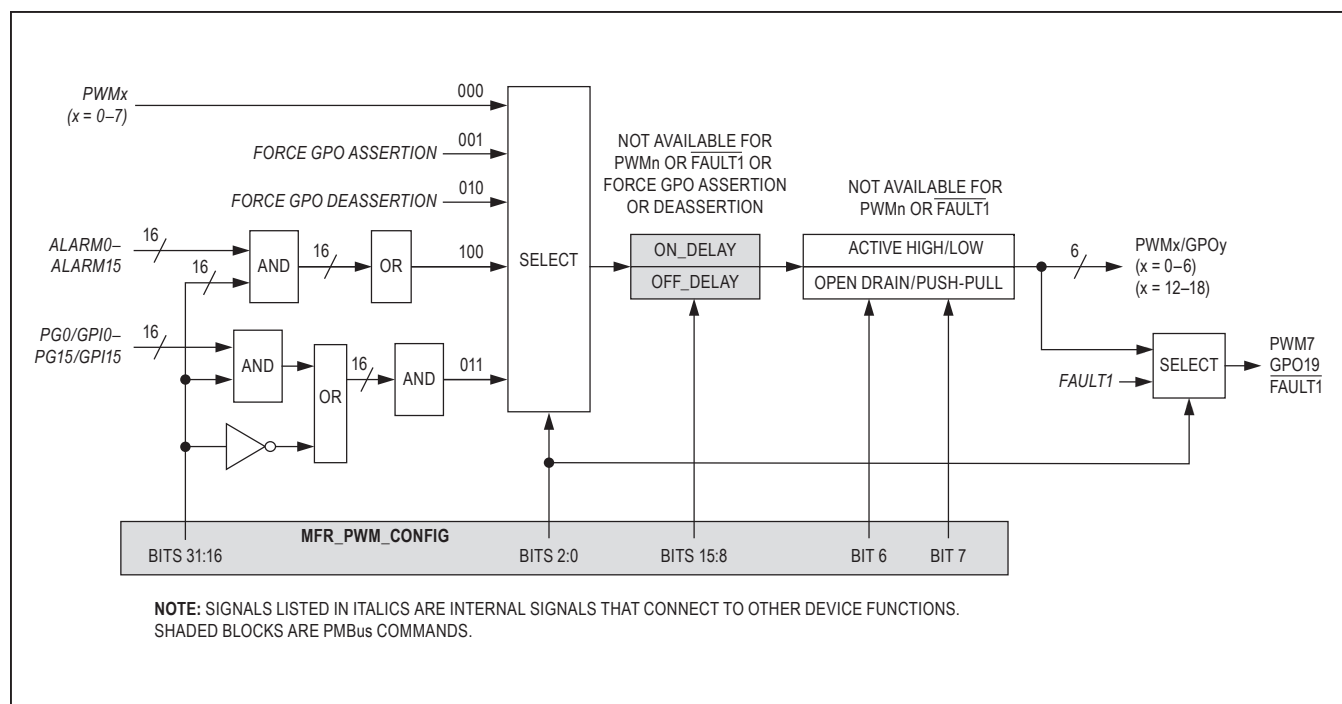 PWMx
(x = 0–7)
000
FORCE GPO ASSERTION
001
FORCE GPO DEASSERTION
010
ALARM0–
ALARM15
16
16
AND
16
OR
100
PG0/GPI0–
PG15/GPI15
16
AND
OR
16
AND
011
SELECT
NOT AVAILABLE FOR
PWMn OR FAULT1 OR
FORCE GPO ASSERTION
OR DEASSERTION
ON_DELAY
OFF_DELAY
NOT AVAILABLE FOR
PWMn OR FAULT1
ACTIVE HIGH/LOW
OPEN DRAIN/PUSH-PULL
6
PWMx/GPOy
(x = 0–6)
(x = 12–18)
FAULT1
SELECT
PWM7
GPO19
FAULT1
MFR_PWM_CONFIG
BITS 31:16
BITS 2:0
BITS 15:8
BIT 6
BIT 7
NOTE: SIGNALS LISTED IN ITALICS ARE INTERNAL SIGNALS THAT CONNECT TO OTHER DEVICE FUNCTIONS.
SHADED BLOCKS ARE PMBus COMMANDS.